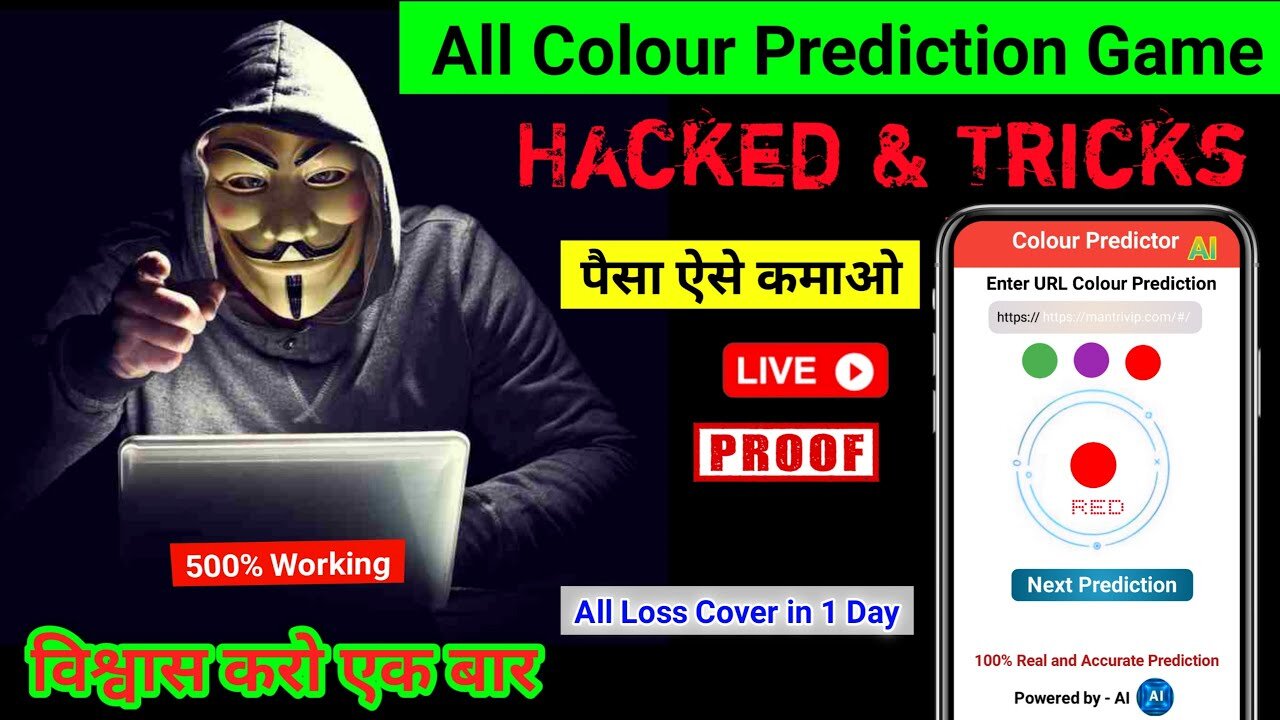 All Colour Prediction Game
HACKED & TRICKS
पैसा ऐसे कमाओ
LIVE
PROOF
500% Working
All Loss Cover in 1 Day
विश्वास करो एक बार
Colour Predictor AI
Enter URL Colour Prediction
https:// https://mantrivip.com/#/
RED
Next Prediction
100% Real and Accurate Prediction
Powered by - AI AI